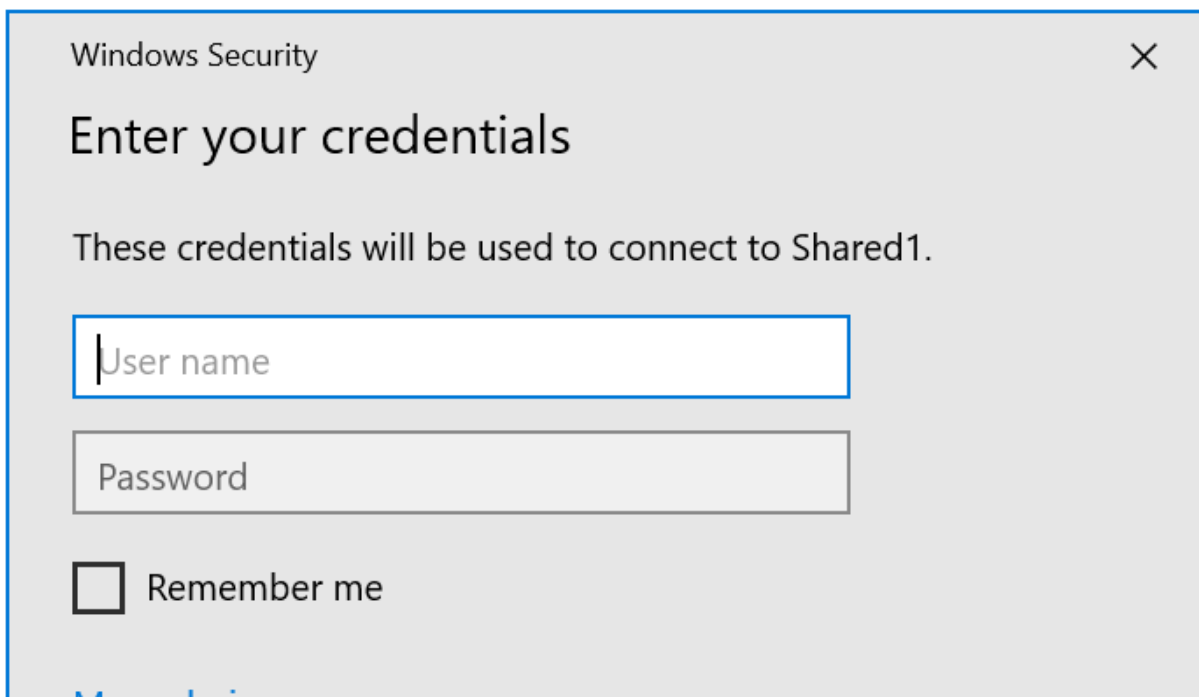 Windows Security
Enter your credentials
These credentials will be used to connect to Shared1.
User name
Password
Remember me